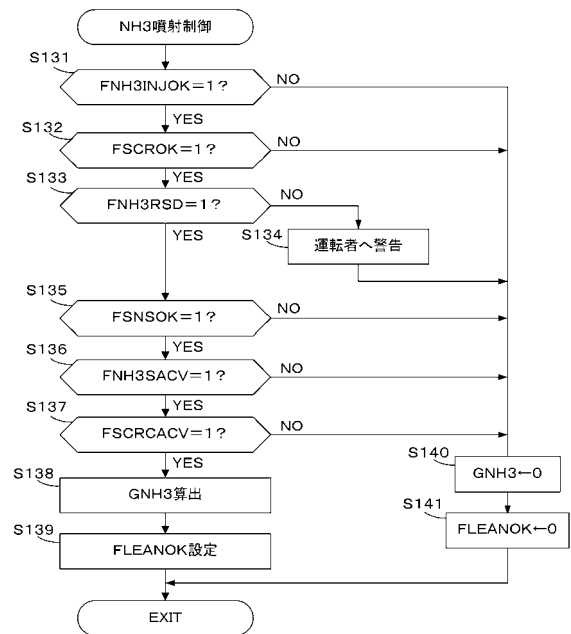 NH3噴射制御
S131
FNH3INJOK=1?
NO
YES
S132
FSCROK=1?
NO
YES
S133
FNH3RSD=1?
NO
YES
S134
運転者へ警告
S135
FSNSOK=1?
NO
YES
S136
FNH3SACV=1?
NO
YES
S137
FSCRCACV=1?
NO
YES
S138
GNH3算出
S140
GNH3←0
S139
FLEANOK設定
S141
FLEANOK←0
EXIT